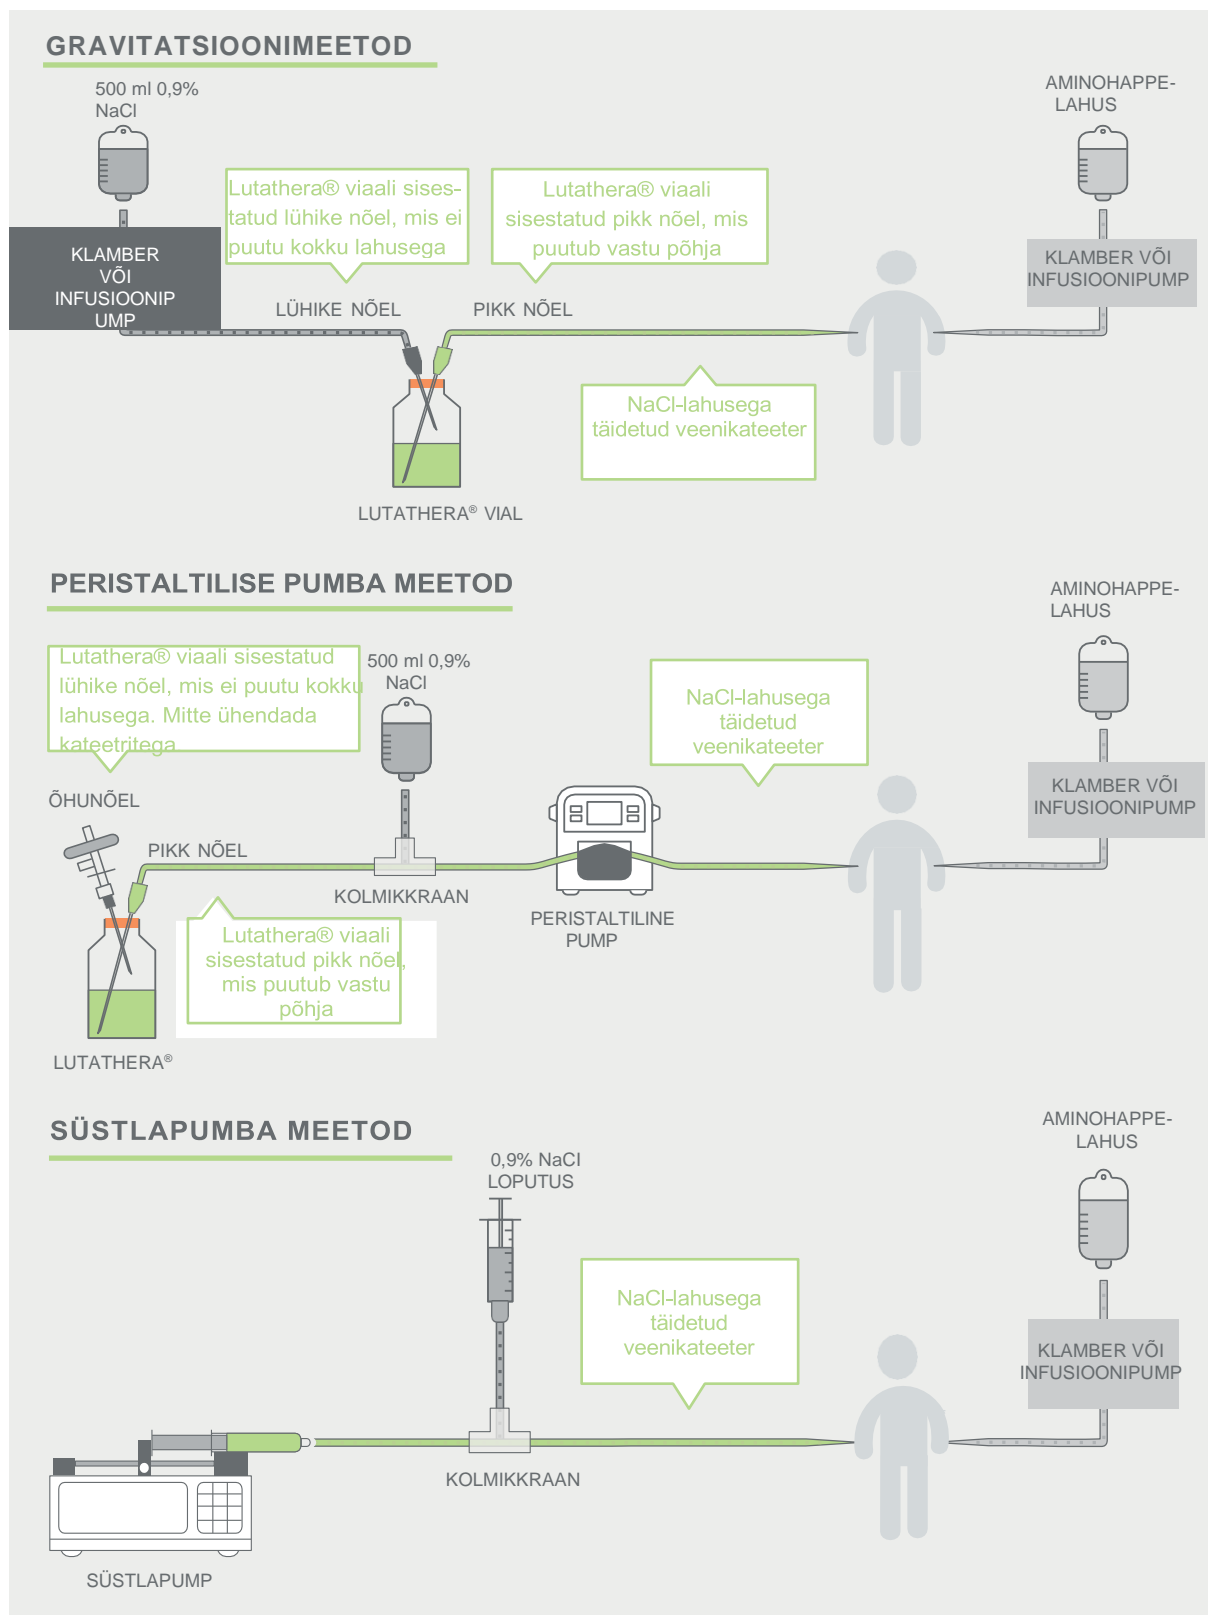 GRAVITATSIOONIMEETOD
500 ml 0,9%
NaCl
AMINOHAPPE-
LAHUS
Lutathera® viaali sises-
tatud lühike nõel, mis ei
puutu kokku lahusega
Lutathera® viaali
sisestatud pikk nõel, mis
puutub vastu põhja
KLAMBER
VÕI
INFUSIOONIP
UMP
KLAMBER VÕI
INFUSIOONIPUMP
LÜHIKE NÕEL
PIKK NÕEL
NaCl-lahusega
täidetud veenikateeter
LUTATHERA® VIAL
PERISTALTILISE PUMBA MEETOD
AMINOHAPPE-
LAHUS
Lutathera® viaali sisestatud
lühike nõel, mis ei puutu kokku
lahusega. Mitte ühendada
kateetritega
500 ml 0,9%
NaCl
NaCl-lahusega
täidetud
veenikateeter
KLAMBER VÕI
INFUSIOONIPUMP
ÕHUNÕEL
PIKK NÕEL
KOLMIKKRAAN
PERISTALTILINE
PUMP
Lutathera® viaali
sisestatud pikk nõel,
mis puutub vastu
põhja
LUTATHERA®
SÜSTLAPUMBA MEETOD
AMINOHAPPE-
LAHUS
0,9% NaCl
LOPUTUS
NaCl-lahusega
täidetud
veenikateeter
KLAMBER VÕI
INFUSIOONIPUMP
KOLMIKKRAAN
SÜSTLAPUMP